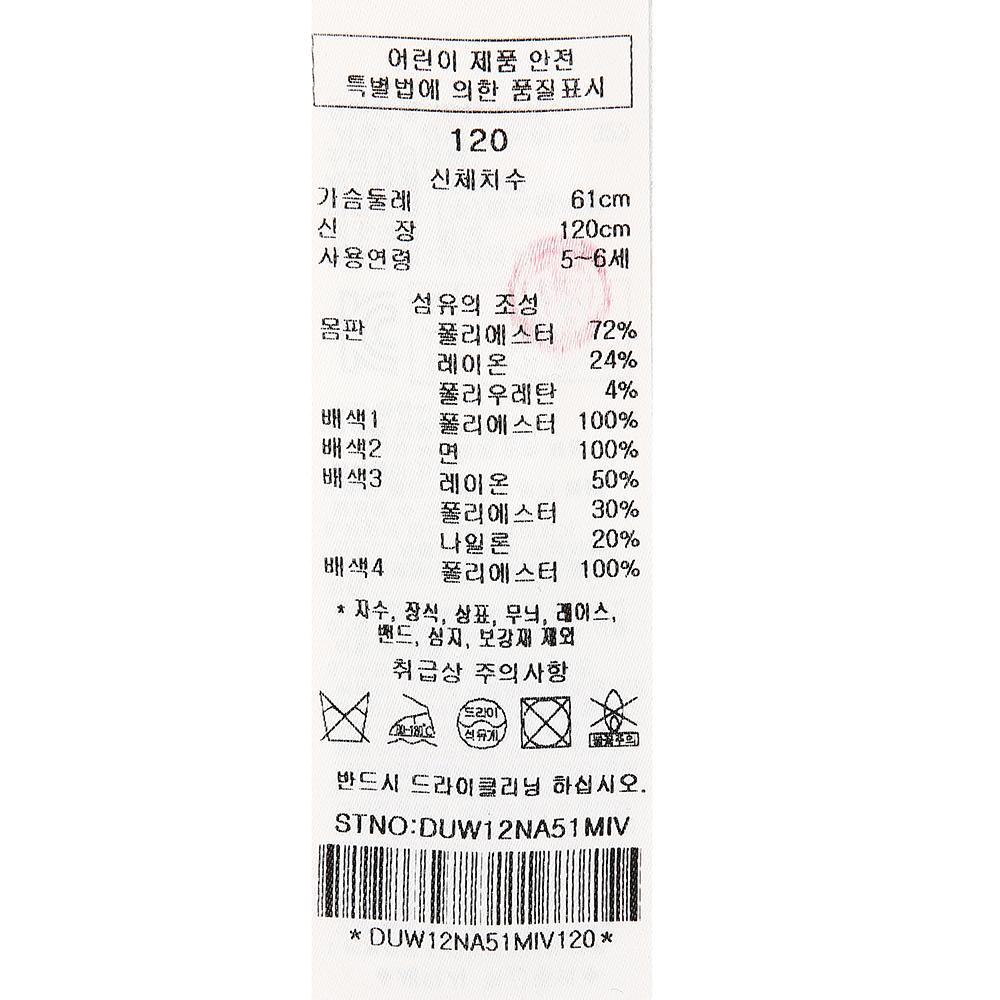 어린이 제품 안전
특별법에 의한 품질표시
120
신체치수
가슴둘레 61cm
신 장 120cm
사용연령 5~6세
섬유의 조성
몸판 폴리에스터 72%
레이온 24%
폴리우레탄 4%
배색1 폴리에스터 100%
배색2 면 100%
배색3 레이온 50%
폴리에스터 30%
나일론 20%
배색4 폴리에스터 100%
* 자수, 장식, 상표, 무늬, 레이스,
밴드, 심지, 보강재 제외
취급상 주의사항
드라이
석유계
불꽃주의
반드시 드라이클리닝 하십시오.
STNO:DUW12NA51MIV
*DUW12NA51MIV120*